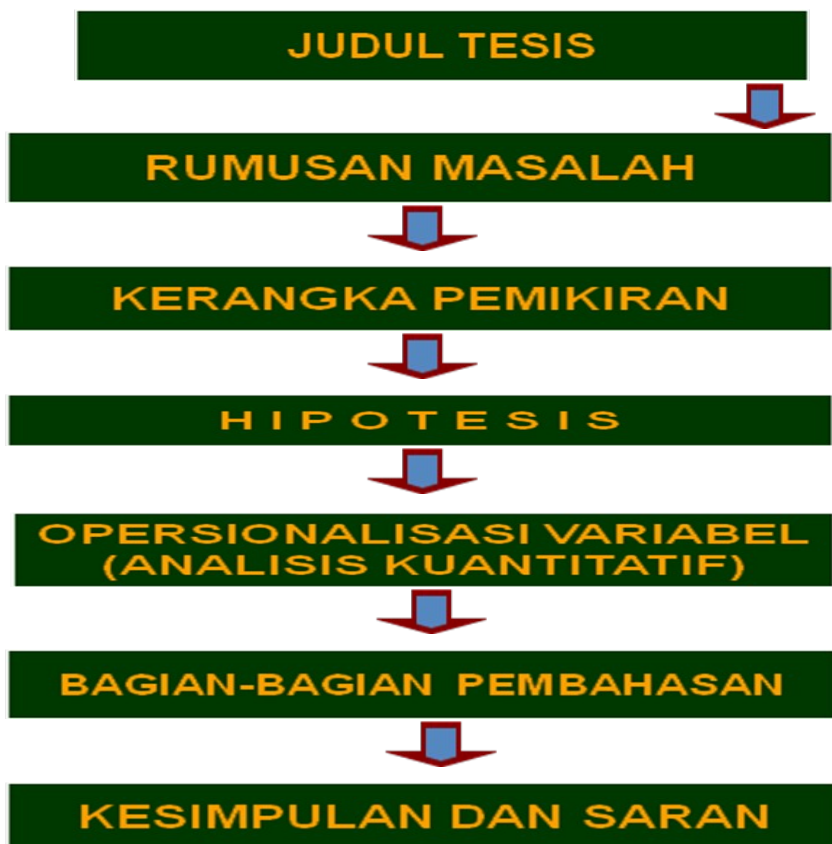 JUDUL TESIS
RUMUSAN MASALAH
KERANGKA PEMIKIRAN
H I P O T E S I S
OPERSIONALISASI VARIABEL
(ANALISIS KUANTITATIF)
BAGIAN-BAGIAN PEMBAHASAN
KESIMPULAN DAN SARAN